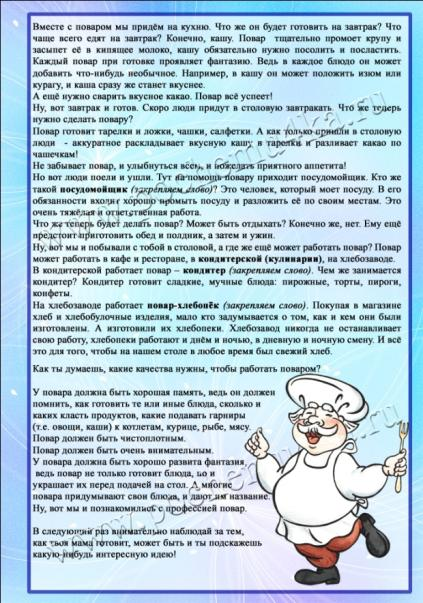 Вместе с поваром мы придём на кухню. Что же он будет готовить на завтрак? Что
чаще всего едят на завтрак? Конечно, кашу. Повар тщательно промоет крупу и
засыпет её в кипящее молоко, кашу обязательно нужно посолить и посластить.
Каждый повар при готовке проявляет фантазию. Ведь в каждое блюдо он может
добавить что-нибудь необычное. Например, в кашу он может положить изюм или
курагу, и каша сразу же станет вкуснее.
А ещё нужно сварить вкусное какао. Повар всё успеет!
Ну, вот завтрак и готов. Скоро люди придут в столовую завтракать. Что же теперь
нужно сделать повару?
Повар готовит тарелки и ложки, чашки, салфетки. А как только пришли в столовую
люди - аккуратное раскладывает вкусную кашу в тарелки и разливает какао по
чашечкам!
Не забывает повар, и улыбнуться всем, и пожелать приятного аппетита!
Но вот люди поели и ушли. Тут на помощь повару приходит посудомойщик. Кто же
такой посудомойщик (закрепляем слово)? Это человек, который моет посуду. В его
обязанности входит хорошо промыть посуду и разложить её по своим местам. Это
очень тяжёлая и ответственная работа.
Что же теперь будет делать повар? Может быть отдыхать? Конечно же, нет. Ему ещё
предстоит приготовить обед и полдник, а затем и ужин.
Ну, вот мы и побывали с тобой в столовой, а где же ещё может работать повар? Повар
может работать в кафе и ресторане, в кондитерской (кулинарии), на хлебозаводе.
В кондитерской работает повар – кондитер (закрепляем слово). Чем же занимается
кондитер? Кондитер готовит сладкие, мучные блюда: пирожные, торты, пироги,
конфеты.
На хлебозаводе работает повар-хлебопёк (закрепляем слово). Покупая в магазине
хлеб и хлебобулочные изделия, мало кто задумывается о том, как и кем они были
изготовлены. А изготовили их хлебопеки. Хлебозавод никогда не останавливает
свою работу, хлебопеки работают и днём и ночью, в дневную и ночную смену. И всё
это для того, чтобы на нашем столе в любое время был свежий хлеб.
Как ты думаешь, какие качества нужны, чтобы работать поваром?
У повара должна быть хорошая память, ведь он должен
помнить, как готовить те или иные блюда, сколько и
каких класть продуктов, какие подавать гарниры
(т.е. овощи, каши) к котлетам, курице, рыбе, мясу.
Повар должен быть чистоплотным.
Повар должен быть очень внимательным.
У повара должна быть хорошо развита фантазия,
ведь повар не только готовит блюда, но и
украшает их перед подачей на стол. А многие
повара придумывают свои блюда, и дают им название.
Ну, вот мы и познакомились с профессией повар.
В следующий раз внимательно наблюдай за тем,
как твоя мама готовит, может быть и ты подскажешь
какую-нибудь интересную идею!